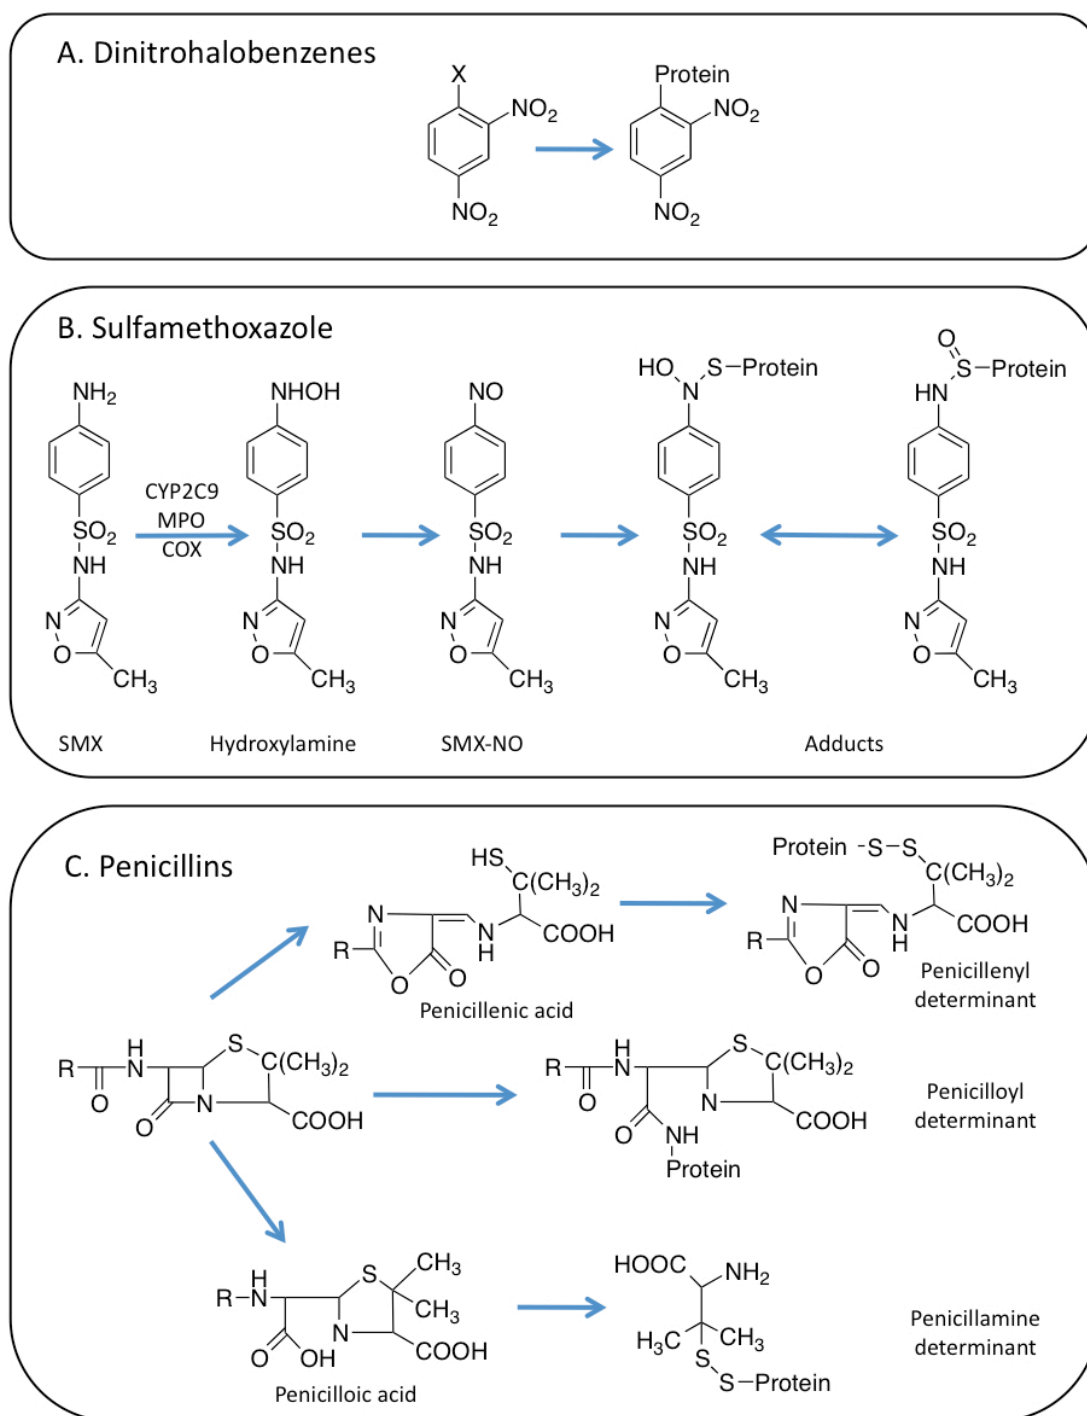 A. Dinitrohalobenzenes
X
NO2
NO2
Protein
NO2
NO2
B. Sulfamethoxazole
NH2
SO2
NH
N
O
CH3
SMX
CYP2C9
MPO
COX
NHOH
SO2
NH
N
O
CH3
Hydroxylamine
NO
SO2
NH
N
O
CH3
SMX-NO
HO
S-Protein
N
SO2
NH
N
O
CH3
O
S-Protein
HN
SO2
NH
N
O
CH3
Adducts
C. Penicillins
HS
C(CH3)2
N
N
H
COOH
R
O
O
Penicillenic acid
Protein -S-S
C(CH3)2
N
N
H
COOH
R
O
O
Penicillenyl
determinant
H
R
N
S
C(CH3)2
O
N
O
COOH
H
R
N
S
C(CH3)2
O
N
COOH
O
NH
Protein
Penicilloyl
determinant
H
R-N
S
CH3
CH3
N
O
OH
COOH
Penicilloic acid
HOOC
NH2
H3C
CH3
S
S-Protein
Penicillamine
determinant